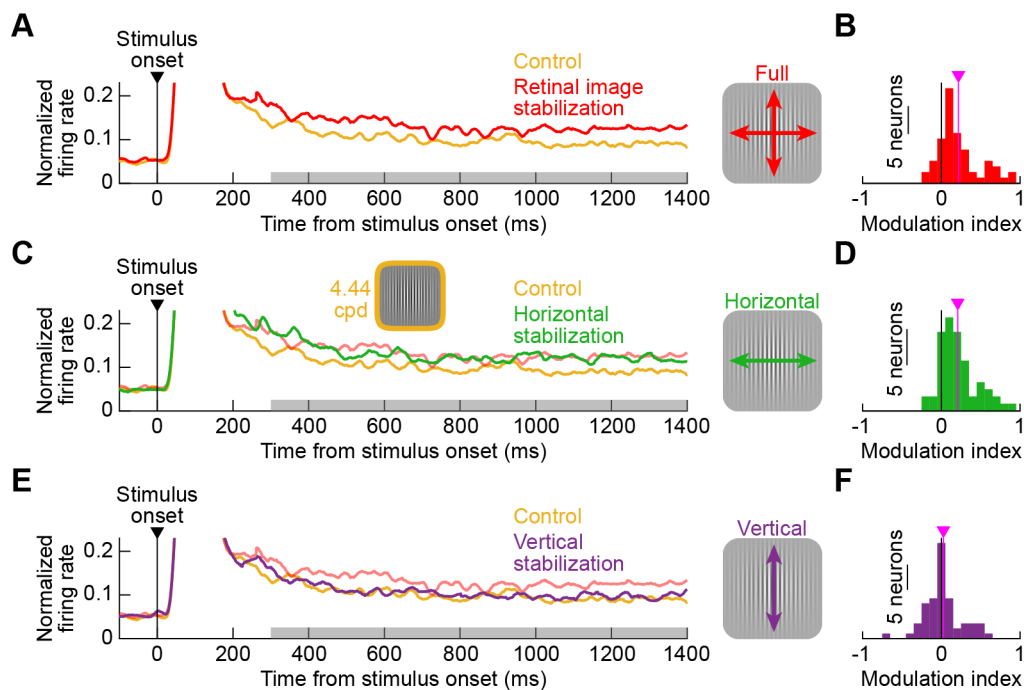 A
Stimulus
onset
Normalized
firing rate
0.2
0.1
0
Control
Retinal image
stabilization
0 200 400 600 800 1000 1200 1400
Time from stimulus onset (ms)
Full
B
5 neurons
-1 0 1
Modulation index
C
Stimulus
onset
Normalized
firing rate
0.2
0.1
0
4.44
cpd
Control
Horizontal
stabilization
0 200 400 600 800 1000 1200 1400
Time from stimulus onset (ms)
Horizontal
D
5 neurons
-1 0 1
Modulation index
E
Stimulus
onset
Normalized
firing rate
0.2
0.1
0
Control
Vertical
stabilization
0 200 400 600 800 1000 1200 1400
Time from stimulus onset (ms)
Vertical
F
5 neurons
-1 0 1
Modulation index